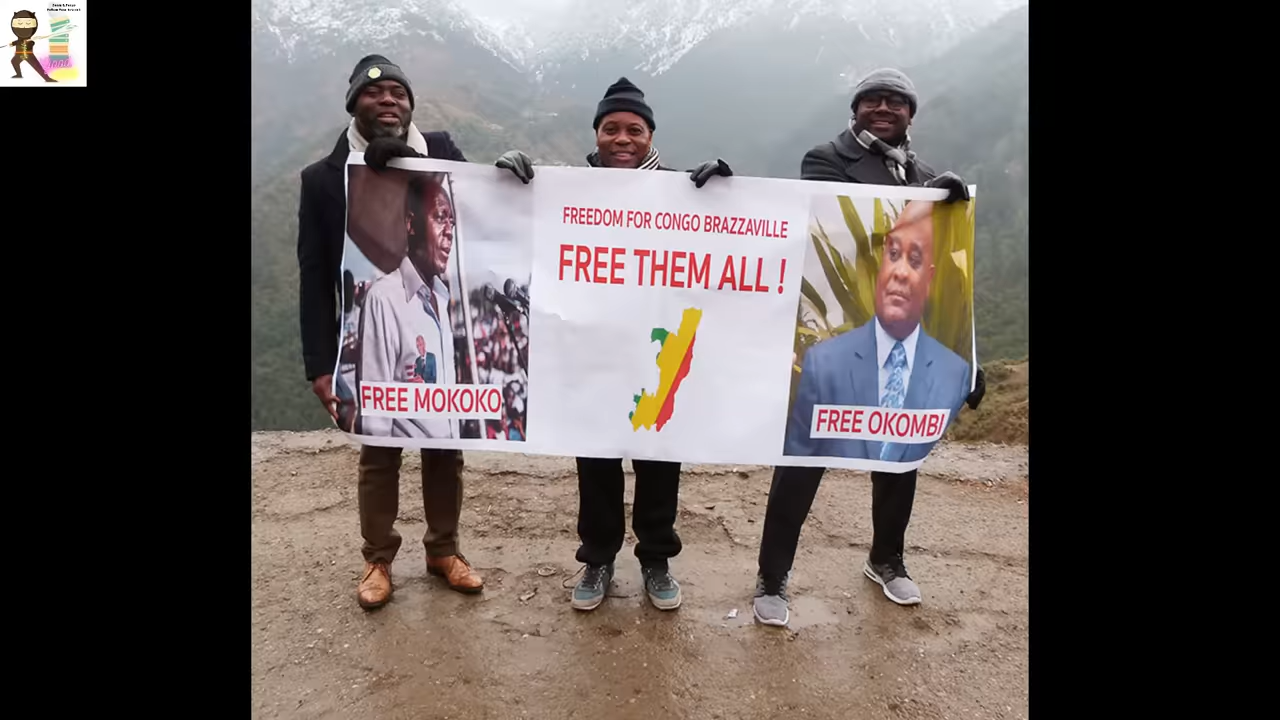 FREEDOM FOR CONGO BRAZZAVILLE
FREE THEM ALL !
FREE MOKOKO
FREE OKOMBI